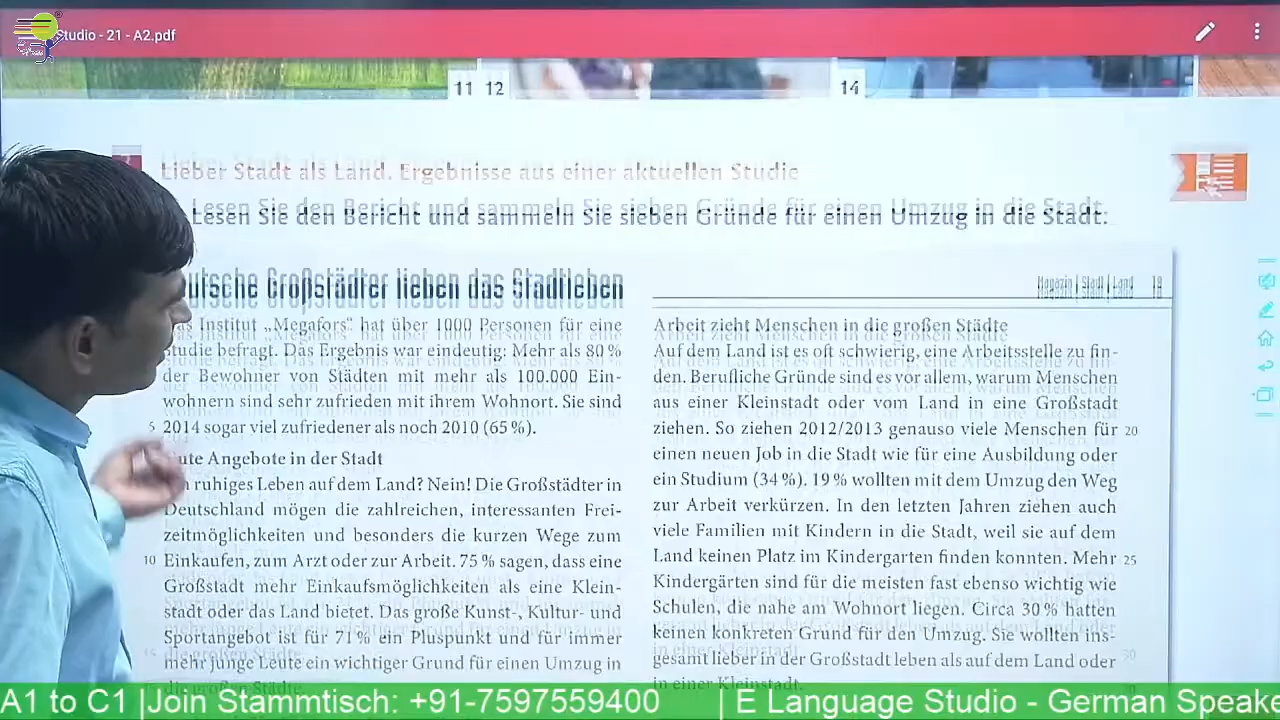 Studio - 21 - A2.pdf
11 12
14
Lieber Stadt als Land. Ergebnisse aus einer aktuellen Studie
Lesen Sie den Bericht und sammeln Sie sieben Gründe für einen Umzug in die Stadt.
utsche Großstädter lieben das Stadtleben
as Institut „Megafors“ hat über 1000 Personen für eine
Studie befragt. Das Ergebnis war eindeutig: Mehr als 80 %
der Bewohner von Städten mit mehr als 100.000 Ein-
wohnern sind sehr zufrieden mit ihrem Wohnort. Sie sind
5 2014 sogar viel zufriedener als noch 2010 (65 %).
ute Angebote in der Stadt
n ruhiges Leben auf dem Land? Nein! Die Großstädter in
Deutschland mögen die zahlreichen, interessanten Frei-
zeitmöglichkeiten und besonders die kurzen Wege zum
10 Einkaufen, zum Arzt oder zur Arbeit. 75 % sagen, dass eine
Großstadt mehr Einkaufsmöglichkeiten als eine Klein-
stadt oder das Land bietet. Das große Kunst-, Kultur- und
Sportangebot ist für 71 % ein Pluspunkt und für immer
15 mehr junge Leute ein wichtiger Grund für einen Umzug in
die großen Städte.
Magazin | Stadt | Land 18
Arbeit zieht Menschen in die großen Städte
Auf dem Land ist es oft schwierig, eine Arbeitsstelle zu fin-
den. Berufliche Gründe sind es vor allem, warum Menschen
aus einer Kleinstadt oder vom Land in eine Großstadt
ziehen. So ziehen 2012/2013 genauso viele Menschen für 20
einen neuen Job in die Stadt wie für eine Ausbildung oder
ein Studium (34 %). 19 % wollten mit dem Umzug den Weg
zur Arbeit verkürzen. In den letzten Jahren ziehen auch
viele Familien mit Kindern in die Stadt, weil sie auf dem
Land keinen Platz im Kindergarten finden konnten. Mehr 25
Kindergärten sind für die meisten fast ebenso wichtig wie
Schulen, die nahe am Wohnort liegen. Circa 30 % hatten
keinen konkreten Grund für den Umzug. Sie wollten ins-
gesamt lieber in der Großstadt leben als auf dem Land oder 30
in einer Kleinstadt.
A1 to C1 |Join Stammtisch: +91-7597559400 | E Language Studio - German Speake